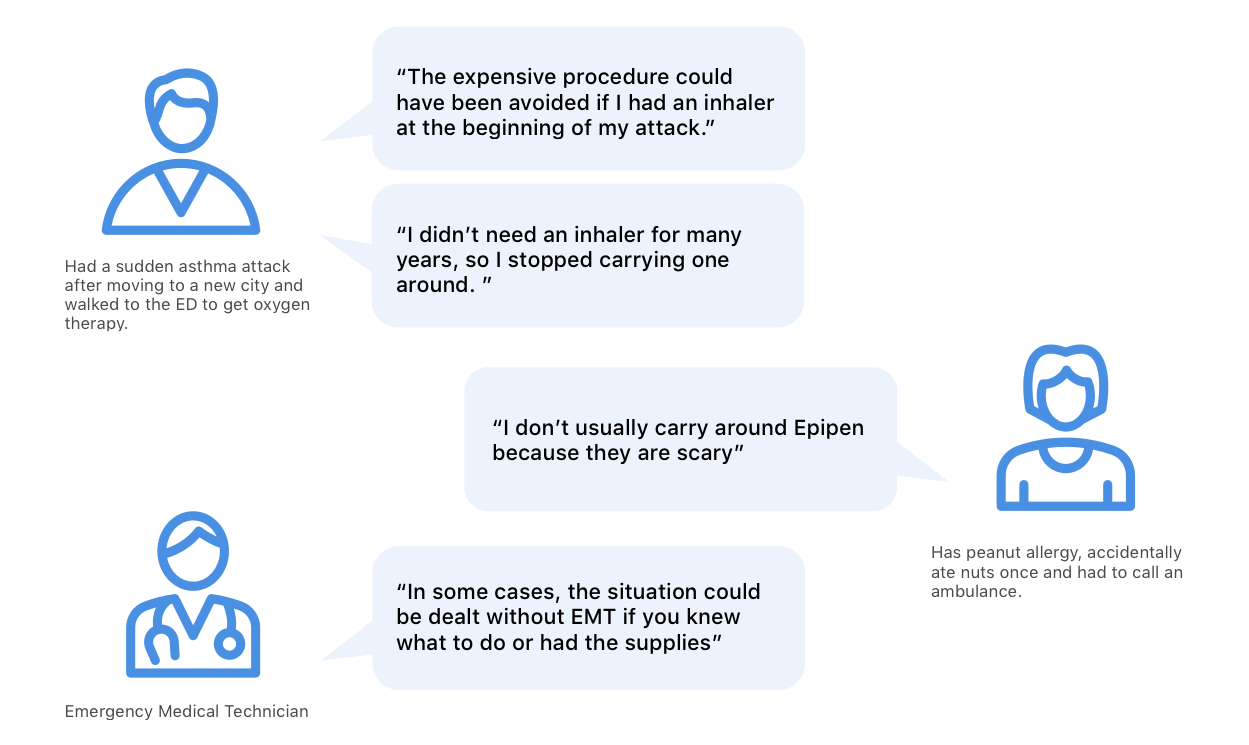 “The expensive procedure could
have been avoided if I had an inhaler
at the beginning of my attack.”
“I didn’t need an inhaler for many
years, so I stopped carrying one
around. ”
Had a sudden asthma attack
after moving to a new city and
walked to the ED to get oxygen
therapy.
“I don’t usually carry around Epipen
because they are scary”
Has peanut allergy, accidentally
ate nuts once and had to call an
ambulance.
“In some cases, the situation could
be dealt without EMT if you knew
what to do or had the supplies”
Emergency Medical Technician